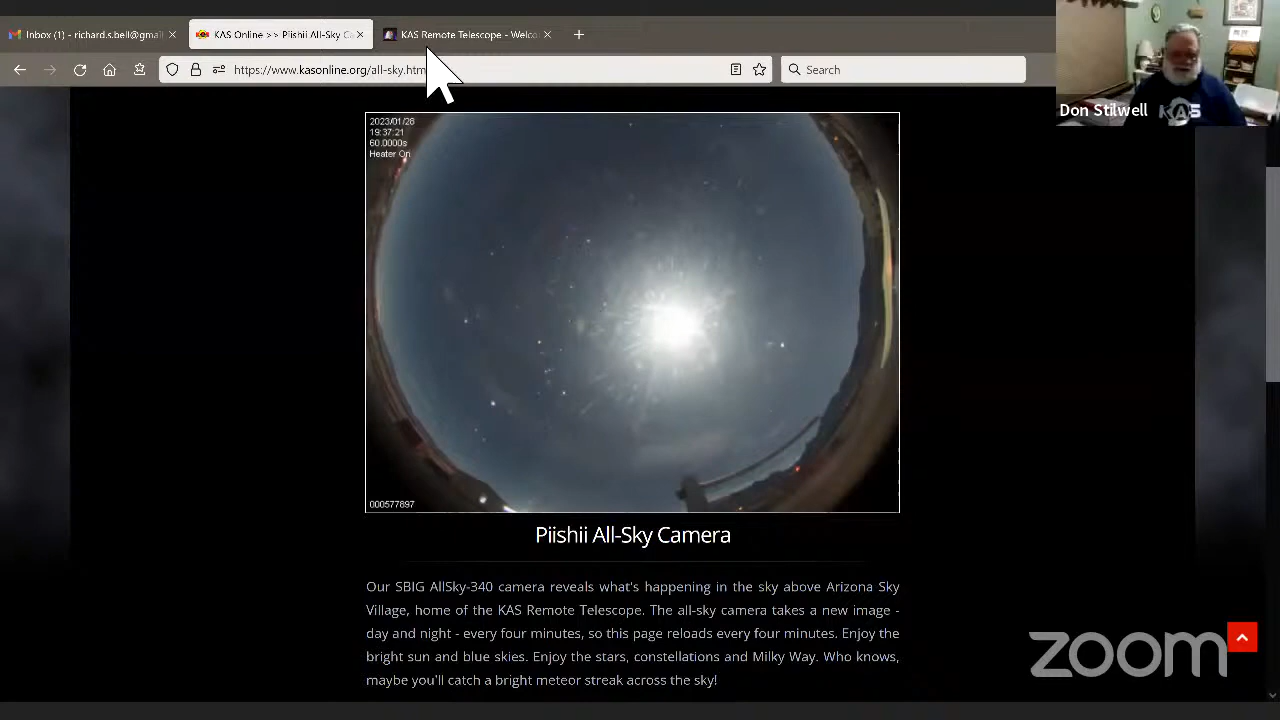 Inbox (1) - richard.s.bell@gmail
KAS Online >> Piishii All-Sky Ca
KAS Remote Telescope - Welco
https://www.kasonline.org/all-sky.htm
Search
Don Stilwell
KAS
2023/01/28
19:37:21
60.0000s
Heater On
000577897
Piishii All-Sky Camera
Our SBIG AllSky-340 camera reveals what's happening in the sky above Arizona Sky
Village, home of the KAS Remote Telescope. The all-sky camera takes a new image -
day and night - every four minutes, so this page reloads every four minutes. Enjoy the
bright sun and blue skies. Enjoy the stars, constellations and Milky Way. Who knows,
maybe you'll catch a bright meteor streak across the sky!
zoom